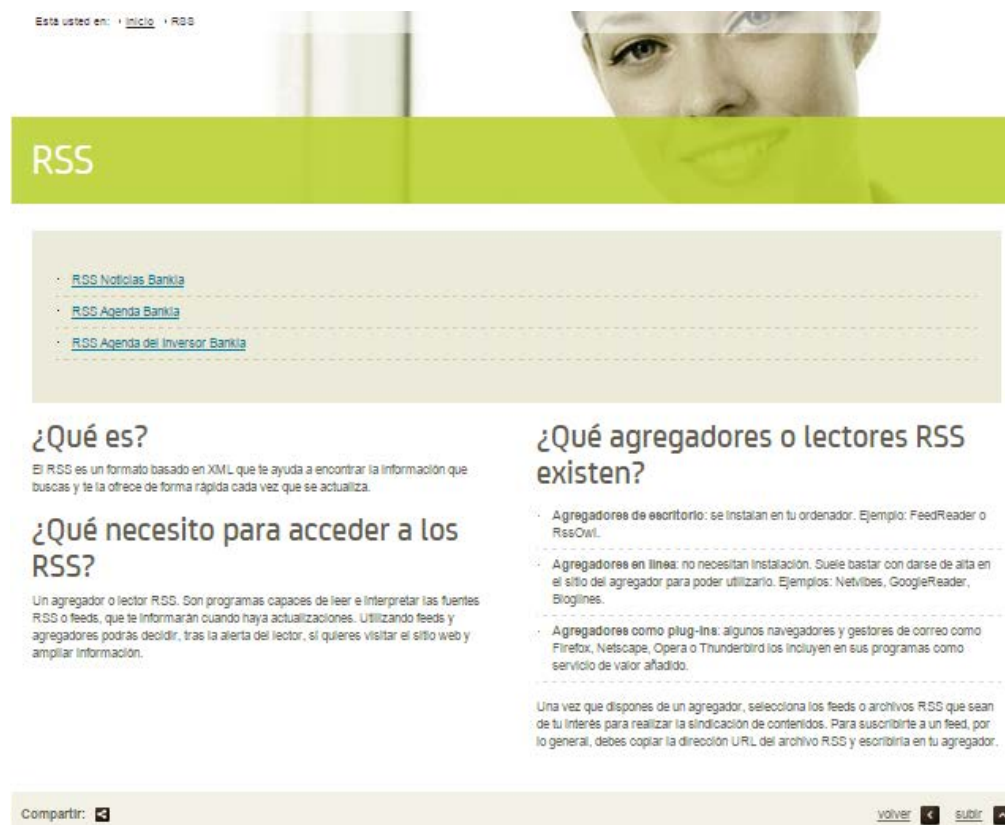 Está usted en: › Inicio › RSS
RSS
· RSS Noticias Bankia
· RSS Agenda Bankia
· RSS Agenda del Inversor Bankia
¿Qué es?
El RSS es un formato basado en XML que te ayuda a encontrar la información que
buscas y te la ofrece de forma rápida cada vez que se actualiza.
¿Qué necesito para acceder a los
RSS?
Un agregador o lector RSS. Son programas capaces de leer e interpretar las fuentes
RSS o feeds, que te informarán cuando haya actualizaciones. Utilizando feeds y
agregadores podrás decidir, tras la alerta del lector, si quieres visitar el sitio web y
ampliar información.
¿Qué agregadores o lectores RSS
existen?
· Agregadores de escritorio: se instalan en tu ordenador. Ejemplo: FeedReader o
RssOwl.
· Agregadores en línea: no necesitan instalación. Suele bastar con darse de alta en
el sitio del agregador para poder utilizarlo. Ejemplos: Netvibes, GoogleReader,
Bloglines.
· Agregadores como plug-ins: algunos navegadores y gestores de correo como
Firefox, Netscape, Opera o Thunderbird los incluyen en sus programas como
servicio de valor añadido.
Una vez que dispones de un agregador, selecciona los feeds o archivos RSS que sean
de tu interés para realizar la sindicación de contenidos. Para suscribirte a un feed, por
lo general, debes copiar la dirección URL del archivo RSS y escribirla en tu agregador.
Compartir:
volver subir